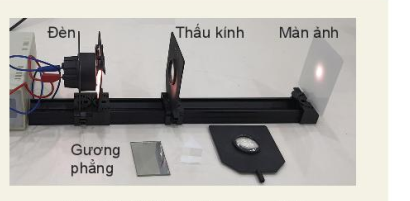 Đèn
Thấu kính
Màn ảnh
Gương
phẳng